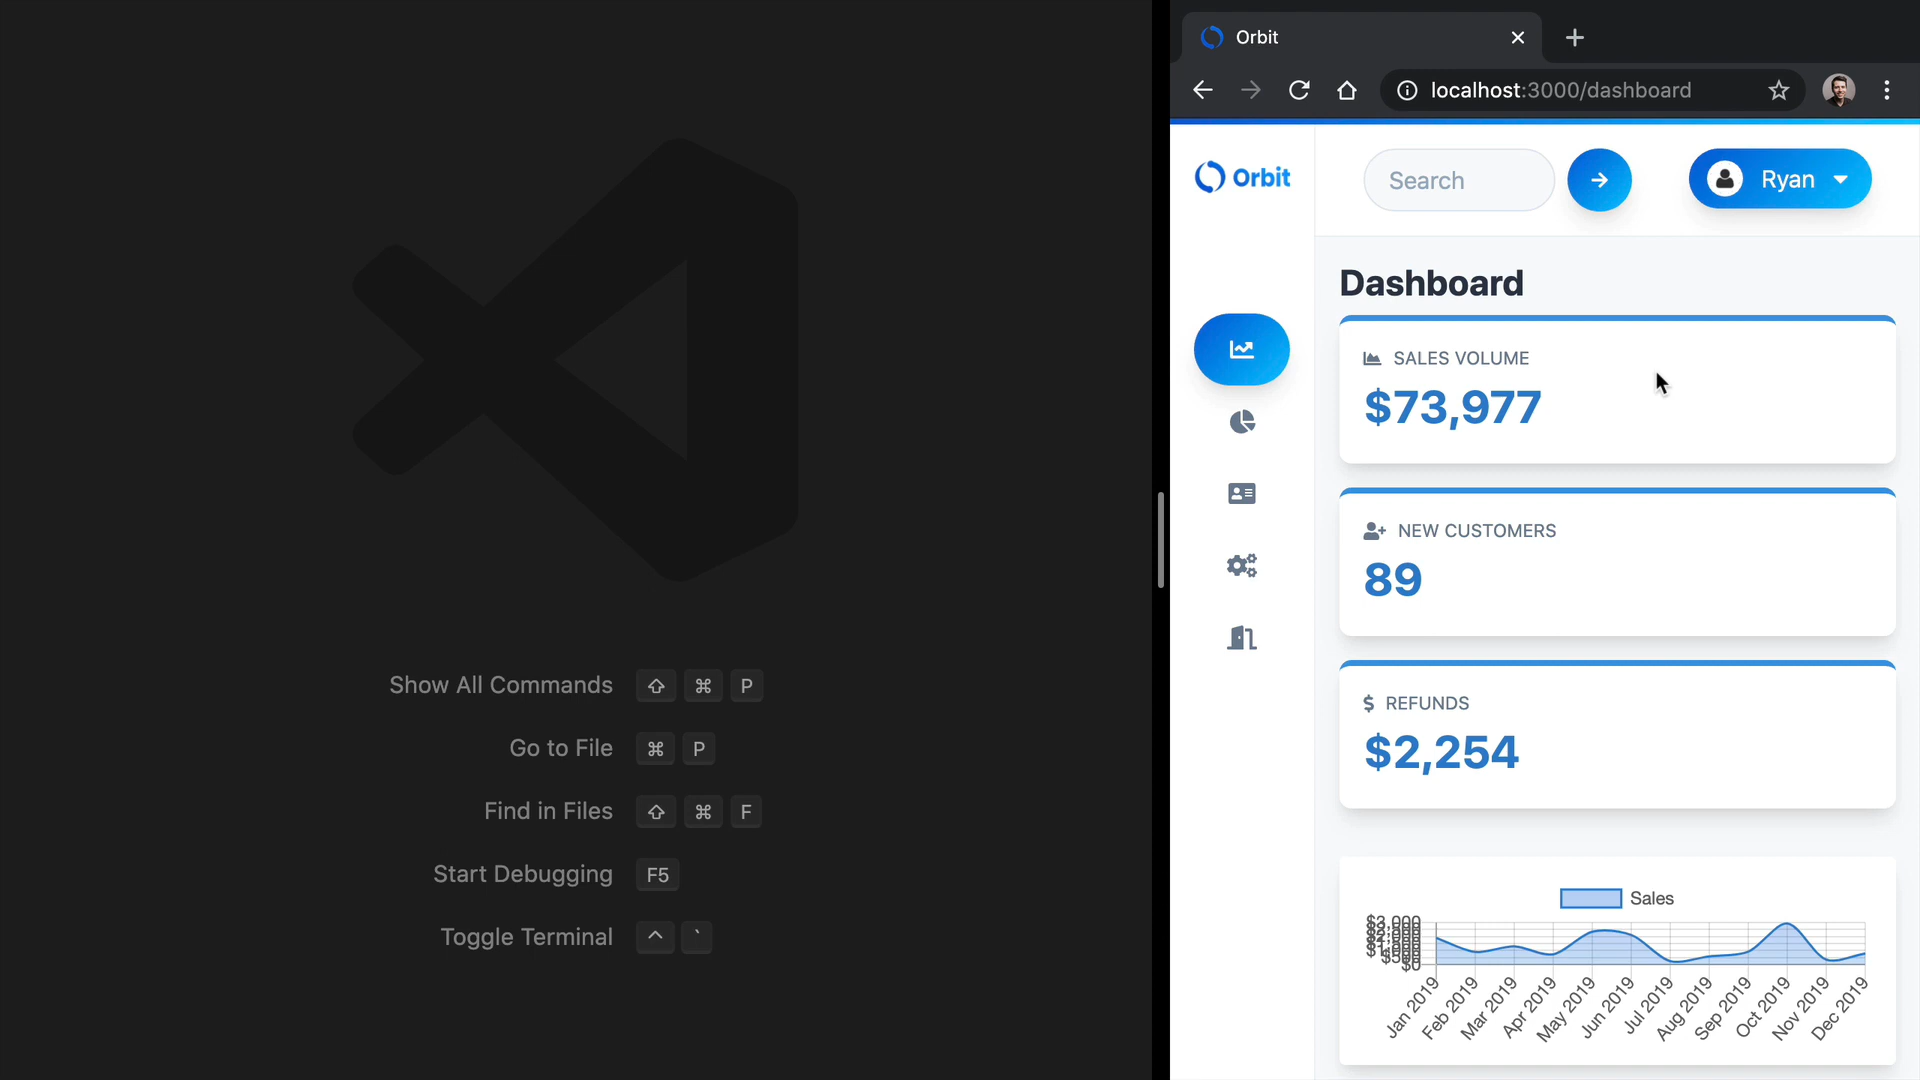 Show All Commands ⇧ ⌘ P
Go to File ⌘ P
Find in Files ⇧ ⌘ F
Start Debugging F5
Toggle Terminal ^ `
Orbit
localhost:3000/dashboard
Orbit
Search
Ryan
Dashboard
SALES VOLUME
$73,977
NEW CUSTOMERS
89
$ REFUNDS
$2,254
Sales
$0
Jan 2019
Feb 2019
Mar 2019
Apr 2019
May 2019
Jun 2019
Jul 2019
Aug 2019
Sep 2019
Oct 2019
Nov 2019
Dec 2019